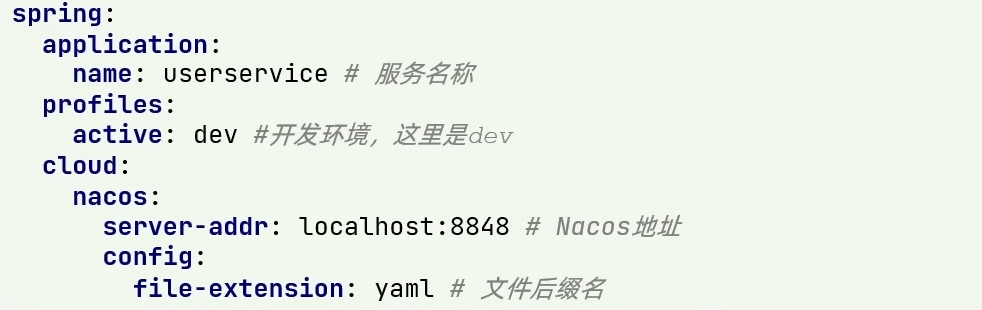 spring:
  application:
    name: userservice # 服务名称
  profiles:
    active: dev #开发环境，这里是dev
  cloud:
    nacos:
      server-addr: localhost:8848 # Nacos地址
      config:
        file-extension: yaml # 文件后缀名